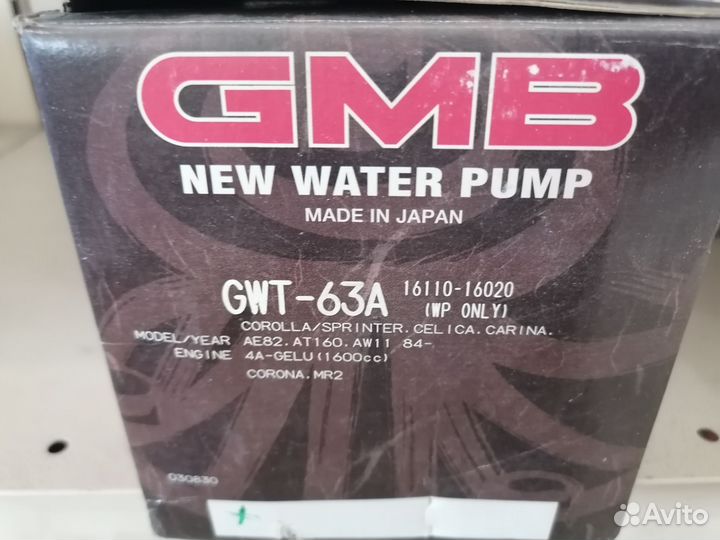 GMB
NEW WATER PUMP
MADE IN JAPAN
GWT-63A 16110-16020
(WP ONLY)
COROLLA/SPRINTER.CELICA.CARINA.
MODEL/YEAR AE82.AT160.AW11 84-
ENGINE 4A-GELU(1600cc)
CORONA.MR2
030830
Avito